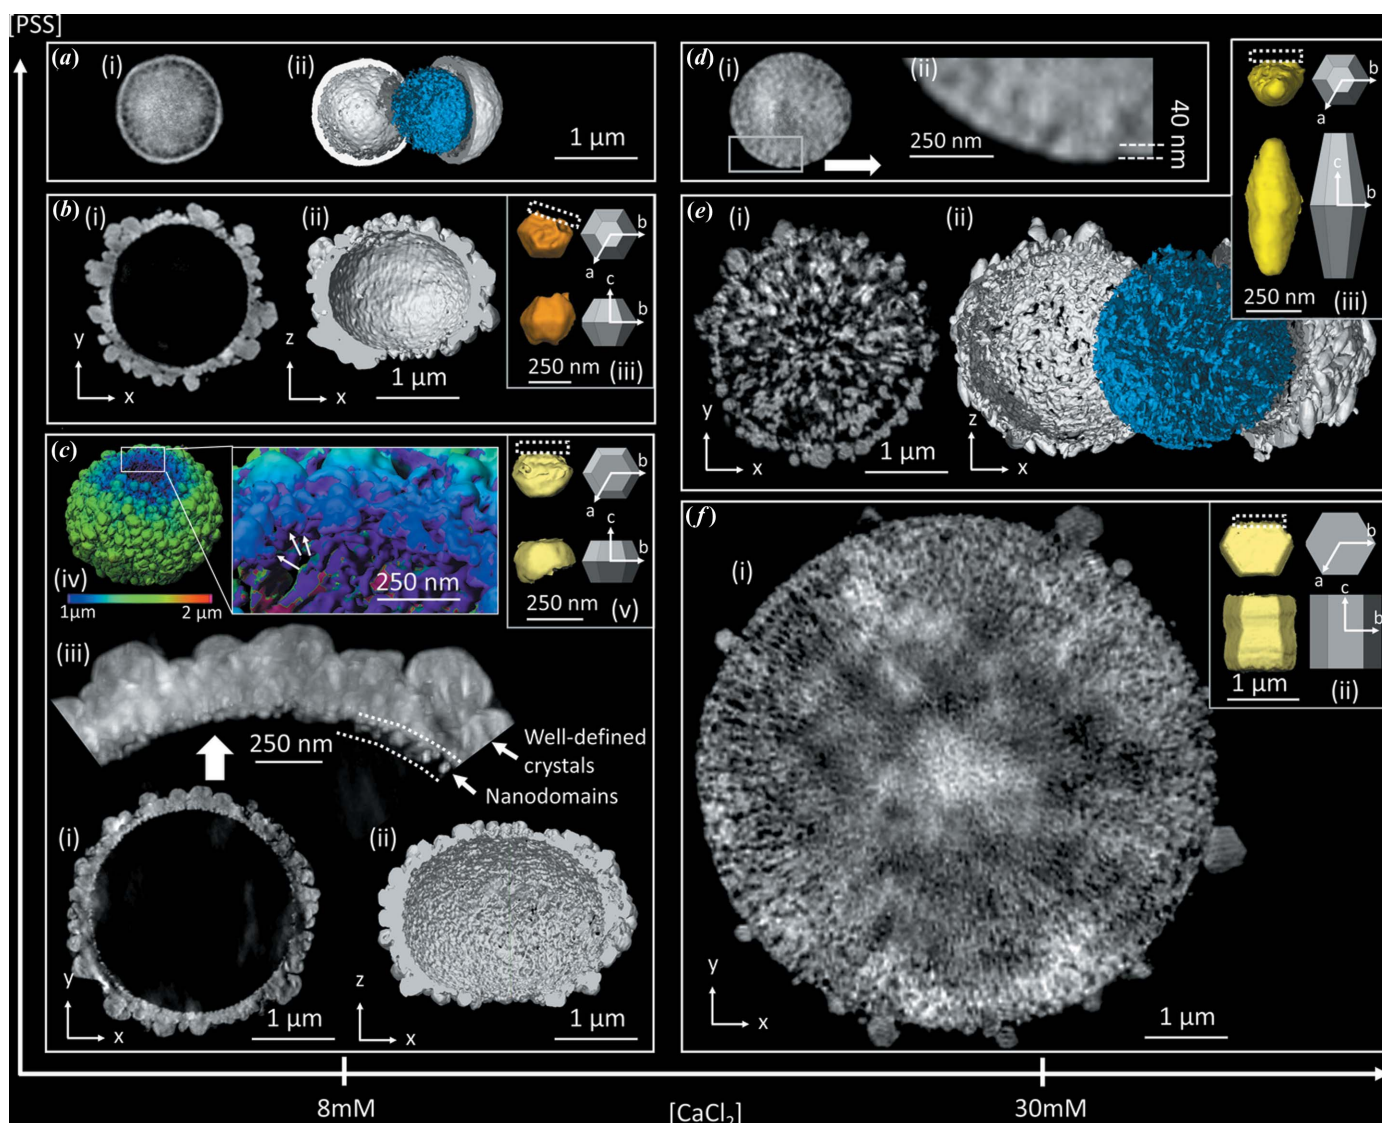 [PSS]
(a)
(i)
(ii)
1 μm
(b)
(i)
(ii)
y
x
z
x
1 μm
b
a
c
b
250 nm
(iii)
(c)
(iv)
1μm
2 μm
250 nm
b
a
c
b
250 nm
(v)
(iii)
250 nm
Well-defined
crystals
Nanodomains
(i)
y
x
1 μm
(ii)
z
x
1 μm
(d)
(i)
(ii)
250 nm
40 nm
(e)
(i)
(ii)
y
x
1 μm
z
x
b
a
c
b
250 nm
(iii)
(f)
(i)
y
x
1 μm
b
a
c
b
1 μm
(ii)
8mM
[CaCl₂]
30mM